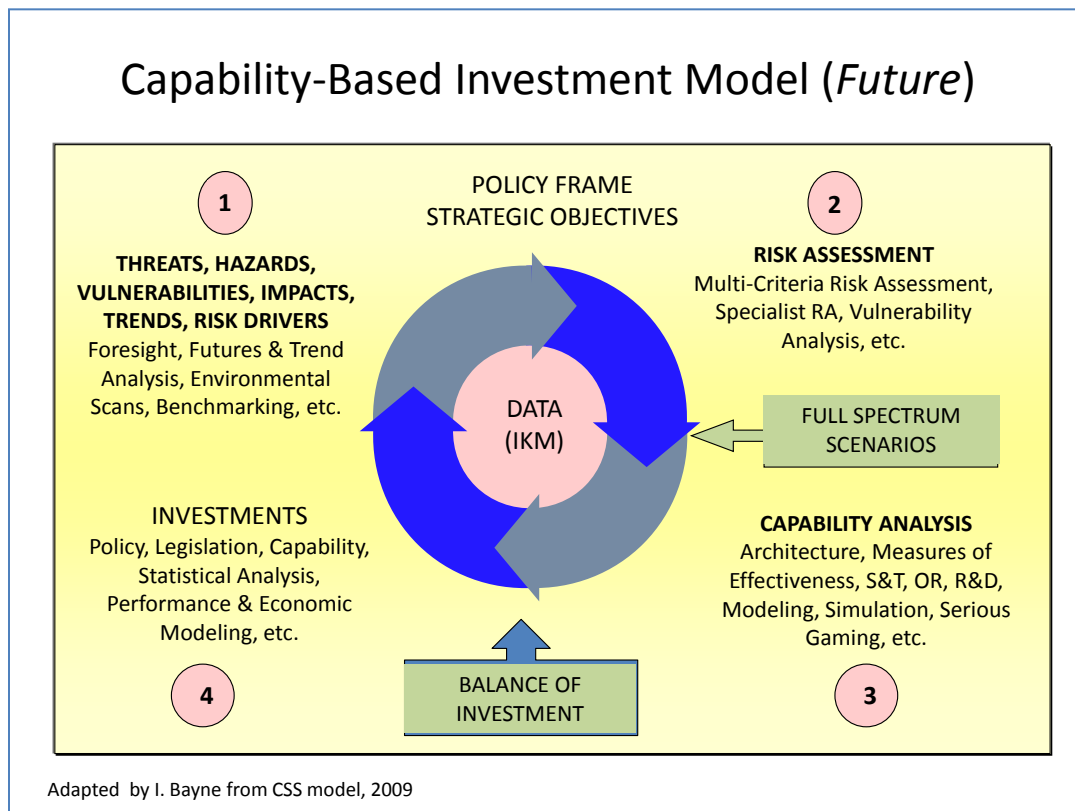 Capability-Based Investment Model (Future)
1
THREATS, HAZARDS,
VULNERABILITIES, IMPACTS,
TRENDS, RISK DRIVERS
Foresight, Futures & Trend
Analysis, Environmental
Scans, Benchmarking, etc.
POLICY FRAME
STRATEGIC OBJECTIVES
2
RISK ASSESSMENT
Multi-Criteria Risk Assessment,
Specialist RA, Vulnerability
Analysis, etc.
DATA
(IKM)
FULL SPECTRUM
SCENARIOS
INVESTMENTS
Policy, Legislation, Capability,
Statistical Analysis,
Performance & Economic
Modeling, etc.
4
BALANCE OF
INVESTMENT
CAPABILITY ANALYSIS
Architecture, Measures of
Effectiveness, S&T, OR, R&D,
Modeling, Simulation, Serious
Gaming, etc.
3
Adapted by I. Bayne from CSS model, 2009